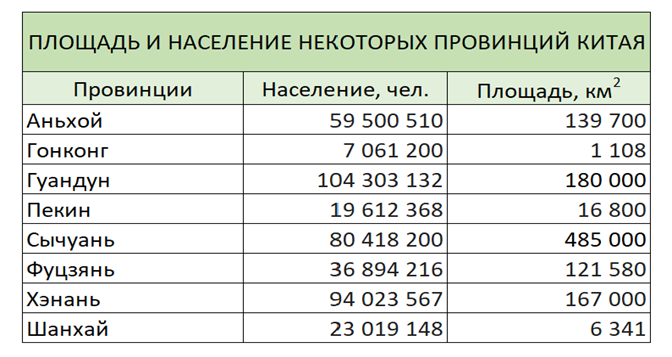 ПЛОЩАДЬ И НАСЕЛЕНИЕ НЕКОТОРЫХ ПРОВИНЦИЙ КИТАЯ
Провинции Население, чел. Площадь, км²
Аньхой 59 500 510 139 700
Гонконг 7 061 200 1 108
Гуандун 104 303 132 180 000
Пекин 19 612 368 16 800
Сычуань 80 418 200 485 000
Фуцзянь 36 894 216 121 580
Хэнань 94 023 567 167 000
Шанхай 23 019 148 6 341